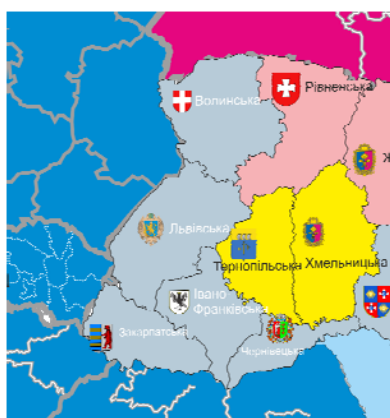 Волинська
Рівненська
Ж
Львівська
Тернопільська
Хмельницька
Івано
Франківська
Закарпатська
Чернівецька